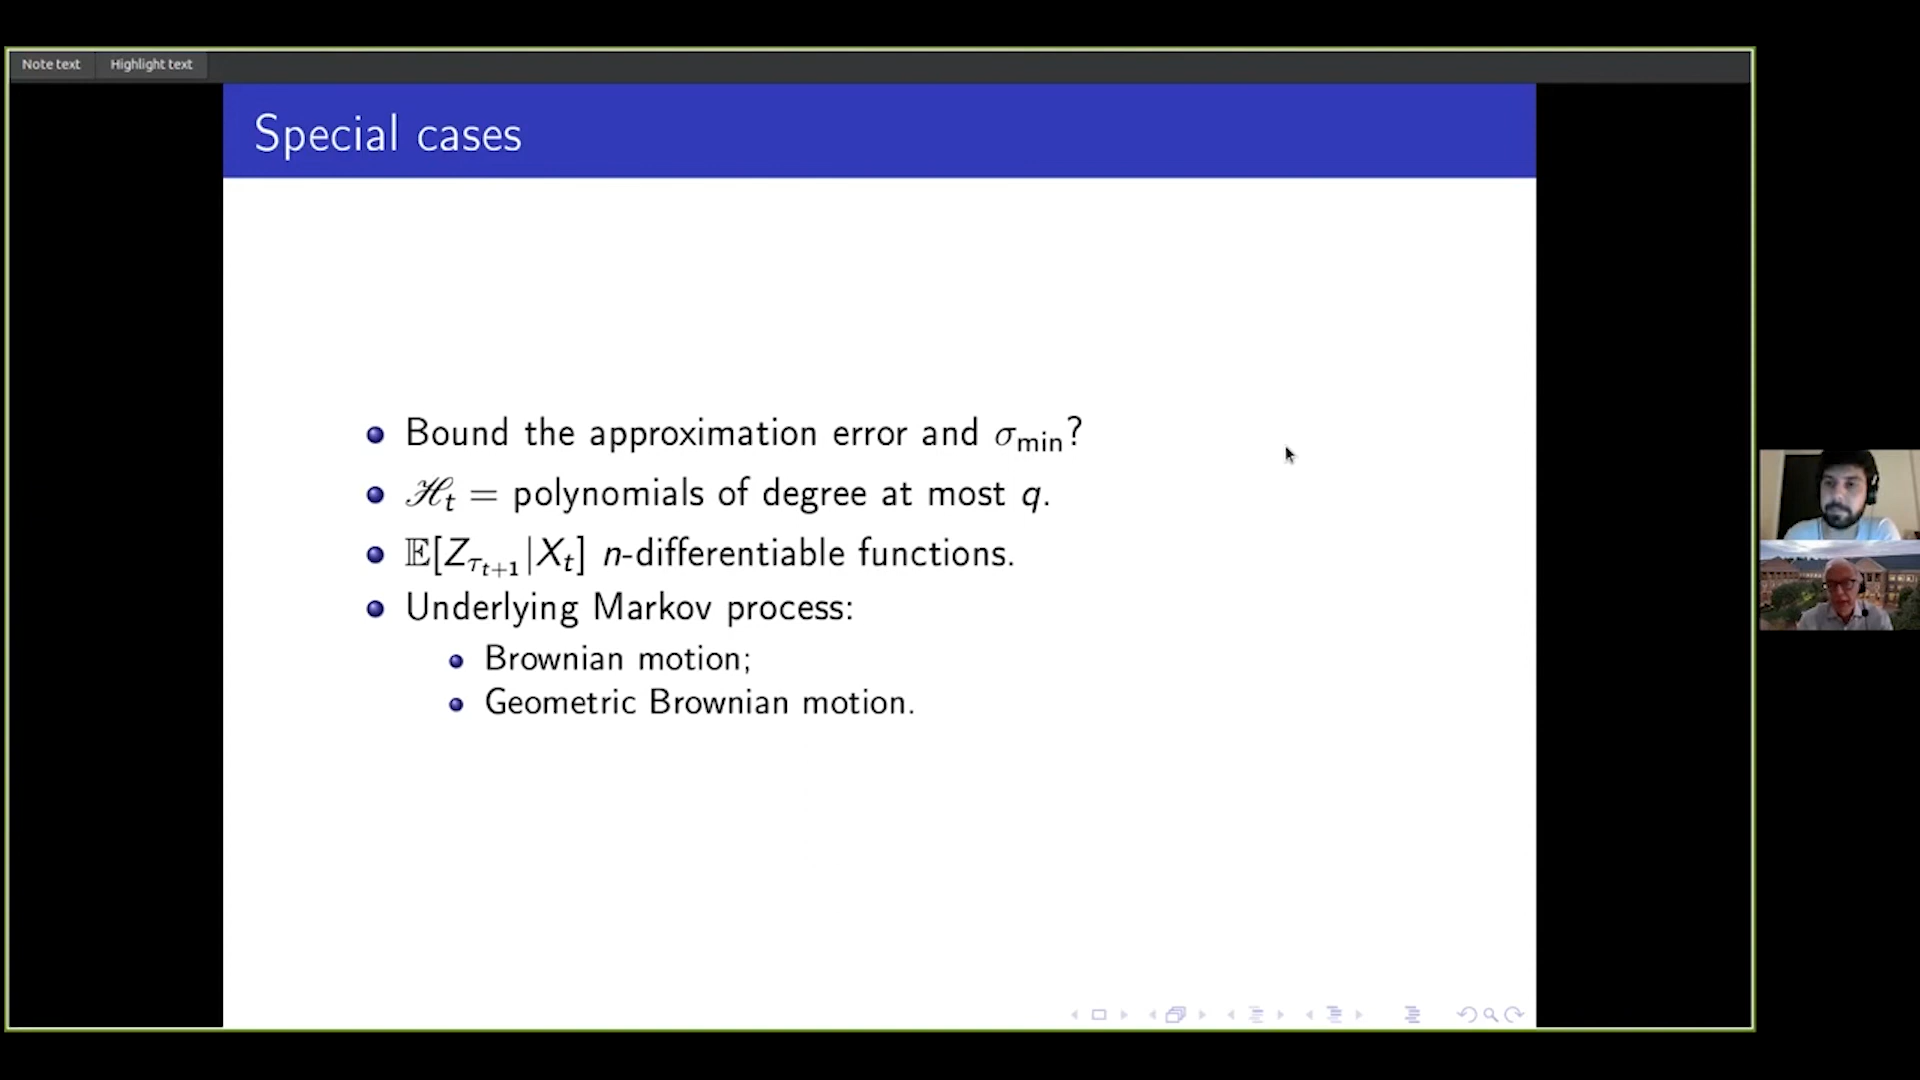 Note text Highlight text
Special cases
Bound the approximation error and σ_min?
ℋ_t = polynomials of degree at most q.
𝔼[Z_{τ_{t+1}}|X_t] n-differentiable functions.
Underlying Markov process:
Brownian motion;
Geometric Brownian motion.